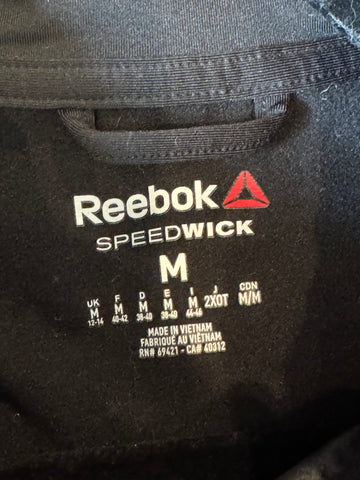 Reebok
SPEEDWICK
M
UK F D E I J CDN
M M M M M 2XOT M/M
12-14 40-42 38-40 38-40 44-46
MADE IN VIETNAM
FABRIQUÉ AU VIÊTNAM
RN# 69421 - CA# 40312